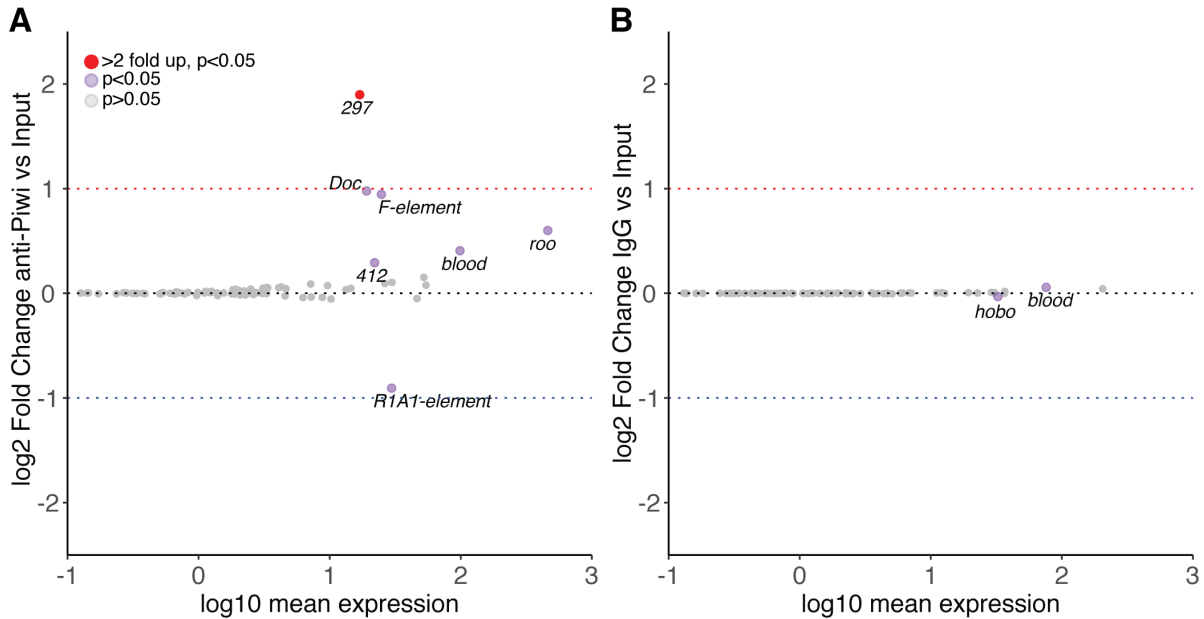 A
>2 fold up, p<0.05
p<0.05
p>0.05
2
1
0
-1
-2
297
Doc
F-element
roo
blood
412
R1A1-element
-1
0
1
2
3
log10 mean expression
log2 Fold Change anti-Piwi vs Input
B
2
1
0
-1
-2
hobo
blood
-1
0
1
2
3
log10 mean expression
log2 Fold Change IgG vs Input